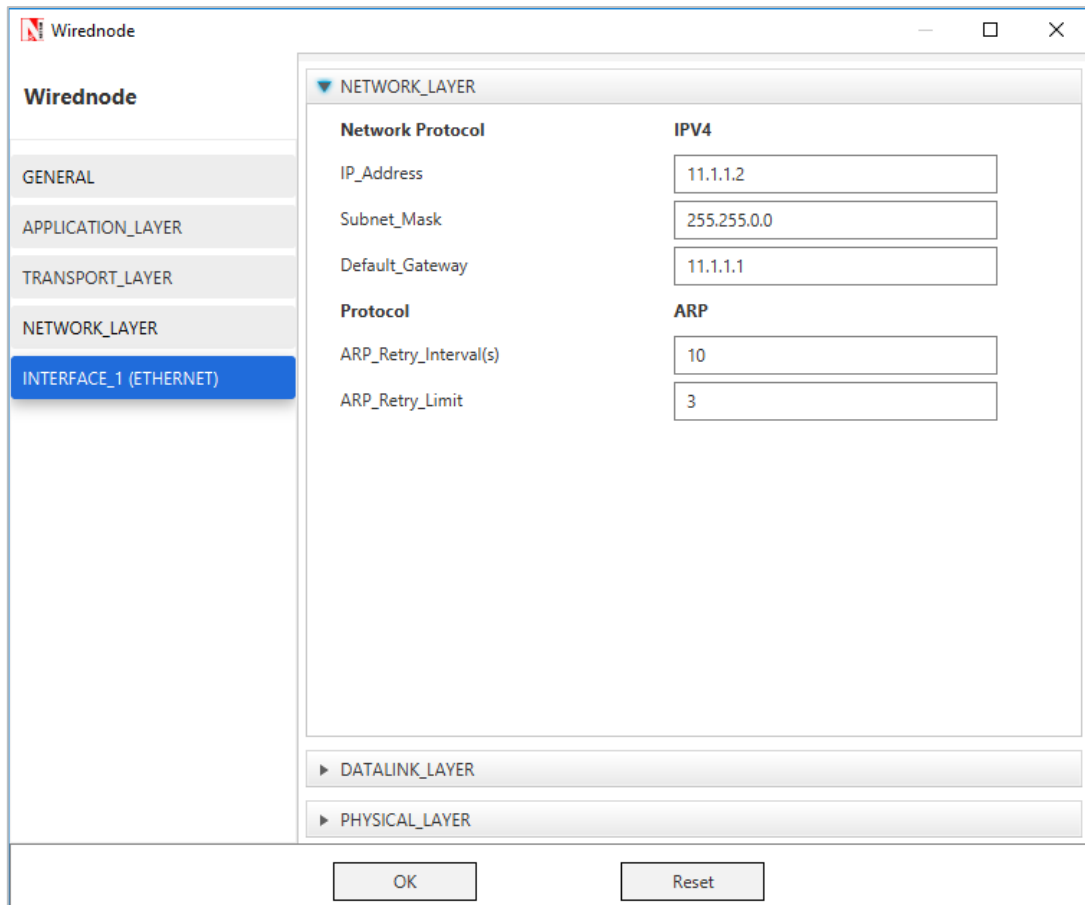 Wirednode
Wirednode
GENERAL
APPLICATION_LAYER
TRANSPORT_LAYER
NETWORK_LAYER
INTERFACE_1 (ETHERNET)
NETWORK_LAYER
Network Protocol IPV4
IP_Address 11.1.1.2
Subnet_Mask 255.255.0.0
Default_Gateway 11.1.1.1
Protocol ARP
ARP_Retry_Interval(s) 10
ARP_Retry_Limit 3
DATALINK_LAYER
PHYSICAL_LAYER
OK Reset